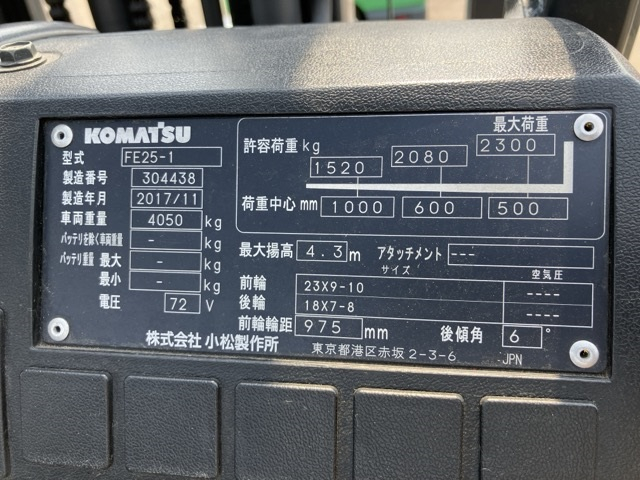 KOMATSU
型式 FE25-1
製造番号 304438
製造年月 2017/11
車両重量 4050 kg
バッテリを除く車両重量 - kg
バッテリ重量 最大 - kg
最小 - kg
電圧 72 V
株式会社 小松製作所
最大荷重
許容荷重 kg 1520 2080 2300
荷重中心 mm 1000 600 500
最大揚高 4.3 m アタッチメント ---
サイズ 空気圧
前輪 23X9-10 ----
後輪 18X7-8 ----
前輪輪距 975 mm 後傾角 6 °
東京都港区赤坂2-3-6 JPN